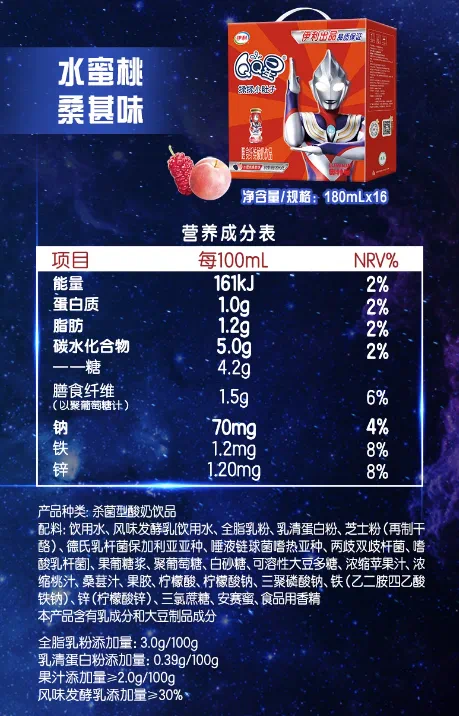 水蜜桃
桑葚味
伊利出品 品质保证
伊利
QQ星
净含量/规格：180mLx16
营养成分表
项目 每100mL NRV%
能量 161kJ 2%
蛋白质 1.0g 2%
脂肪 1.2g 2%
碳水化合物 5.0g 2%
——糖 4.2g
膳食纤维 1.5g 6%
（以聚葡萄糖计）
钠 70mg 4%
铁 1.2mg 8%
锌 1.20mg 8%
产品种类：杀菌型酸奶饮品
配料：饮用水、风味发酵乳[饮用水、全脂乳粉、乳清蛋白粉、芝士粉（再制干
酪）、德氏乳杆菌保加利亚亚种、唾液链球菌嗜热亚种、两歧双歧杆菌、嗜
酸乳杆菌]、果葡糖浆、聚葡萄糖、白砂糖、可溶性大豆多糖、浓缩苹果汁、浓
缩桃汁、桑葚汁、果胶、柠檬酸、柠檬酸钠、三聚磷酸钠、铁（乙二胺四乙酸
铁钠）、锌（柠檬酸锌）、三氯蔗糖、安赛蜜、食品用香精
本产品含有乳成分和大豆制品成分
全脂乳粉添加量：3.0g/100g
乳清蛋白粉添加量：0.39g/100g
果汁添加量≥2.0g/100g
风味发酵乳添加量≥30%